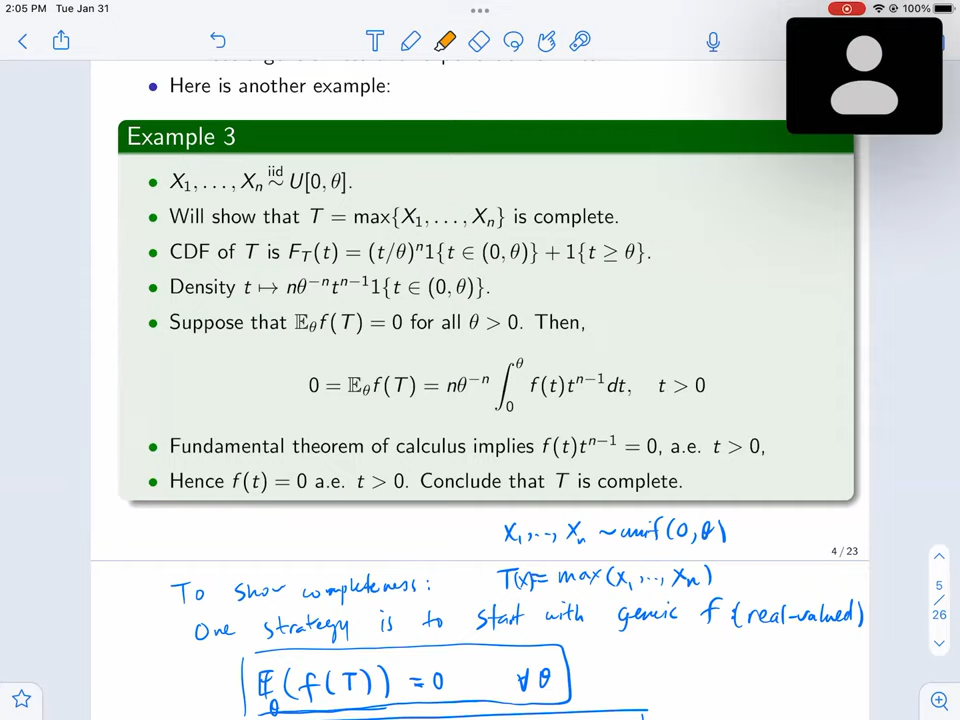 2:05 PM Tue Jan 31
100%
• Here is another example:
Example 3
• X₁, . . . , Xₙ iid ∼ U[0, θ].
• Will show that T = max{X₁, . . . , Xₙ} is complete.
• CDF of T is F_T(t) = (t/θ)ⁿ1{t ∈ (0, θ)} + 1{t ≥ θ}.
• Density t ↦ nθ⁻ⁿtⁿ⁻¹1{t ∈ (0, θ)}.
• Suppose that 𝔼_θ f(T) = 0 for all θ > 0. Then,
0 = 𝔼_θ f(T) = nθ⁻ⁿ ∫₀^θ f(t)tⁿ⁻¹dt, t > 0
• Fundamental theorem of calculus implies f(t)tⁿ⁻¹ = 0, a.e. t > 0,
• Hence f(t) = 0 a.e. t > 0. Conclude that T is complete.
X₁, ..., Xₙ ~ unif(0, θ)
4 / 23
T(x) = max(X₁, ..., Xₙ)
To show completeness:
One strategy is to start with generic f (real-valued)
𝔼_θ(f(T)) = 0 ∀ θ
5
/
26